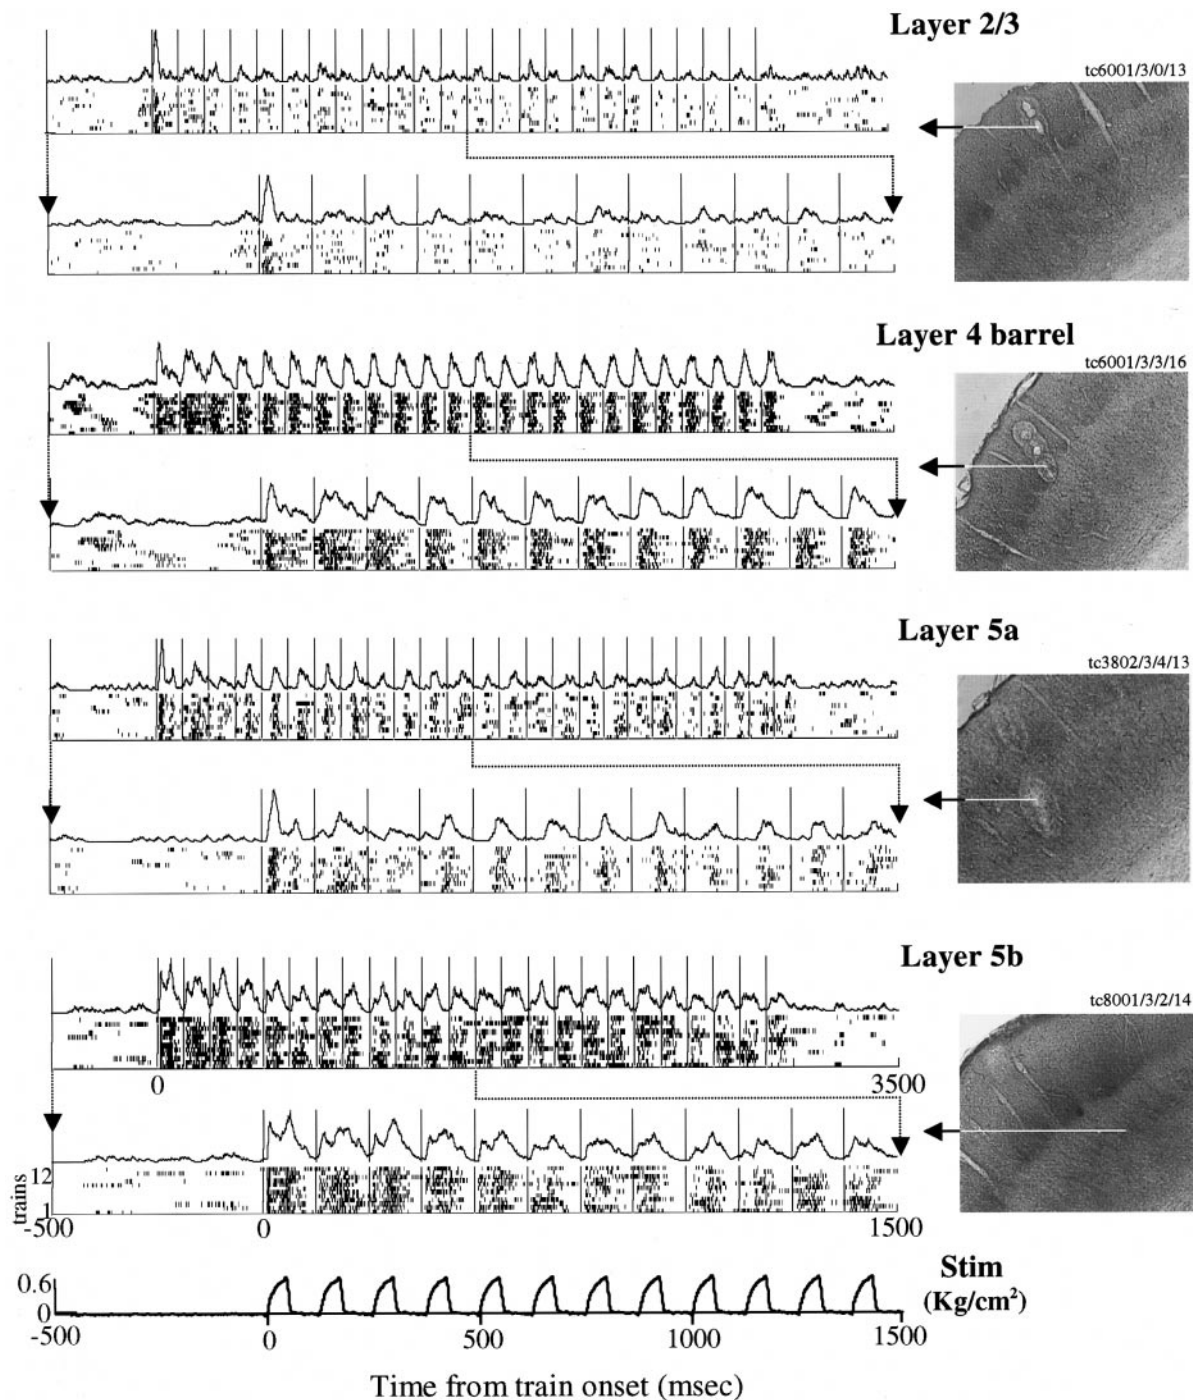 Layer 2/3
tc6001/3/0/13
Layer 4 barrel
tc6001/3/3/16
Layer 5a
tc3802/3/4/13
Layer 5b
tc8001/3/2/14
0
3500
12
1
trains
-500
0
1500
Stim
(Kg/cm²)
0.6
0
-500
0
500
1000
1500
Time from train onset (msec)